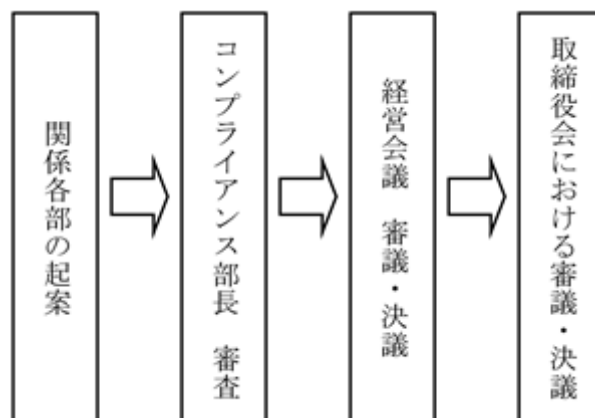 関係各部の起案
コンプライアンス部長　審査
経営会議　審議・決議
取締役会における審議・決議